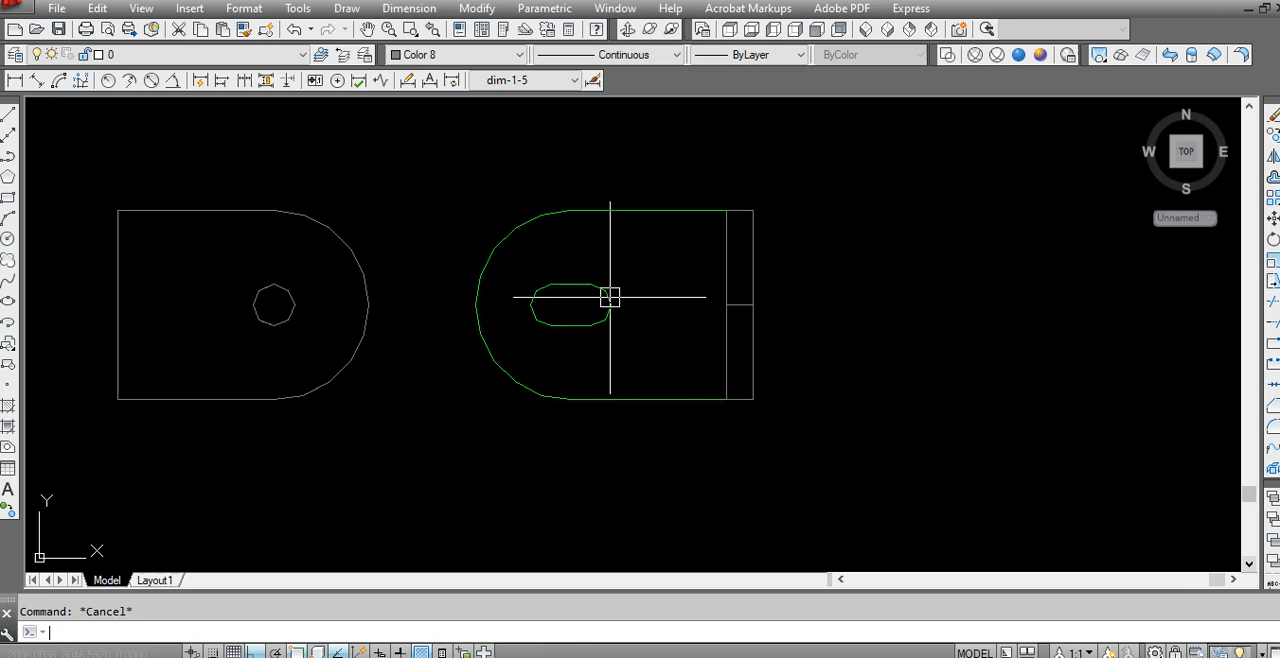 File Edit View Insert Format Tools Draw Dimension Modify Parametric Window Help Acrobat Markups Adobe PDF Express
0 Color 8 Continuous ByLayer ByColor
dim-1-5
N
W TOP E
S
Unnamed
Y
X
Model Layout1
Command: *Cancel*
MODEL 1:1